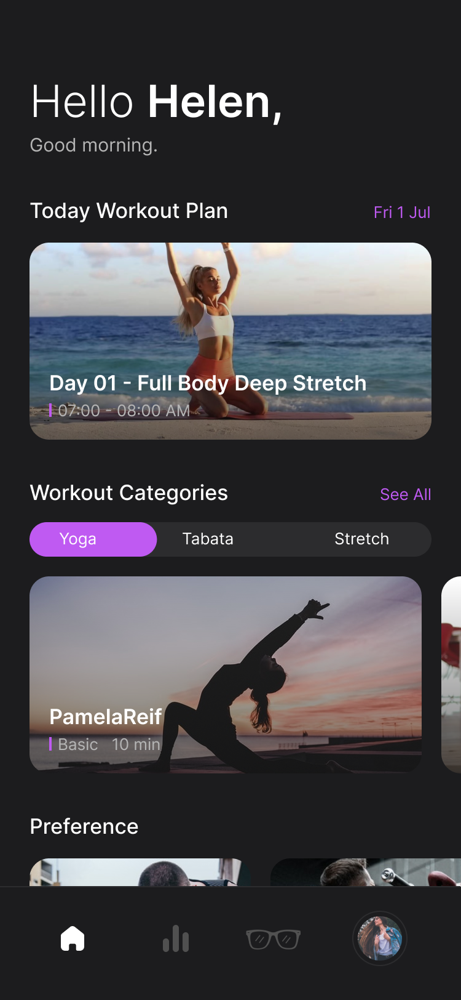 Hello Helen,
Good morning.
Today Workout Plan
Fri 1 Jul
Day 01 - Full Body Deep Stretch
07:00 - 08:00 AM
Workout Categories
See All
Yoga
Tabata
Stretch
PamelaReif
Basic 10 min
Preference